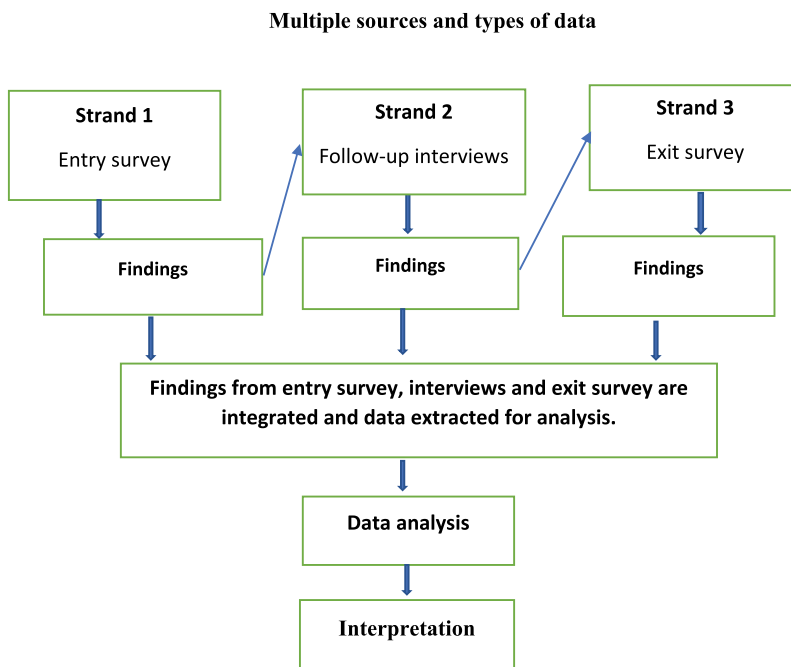 Multiple sources and types of data
Strand 1
Entry survey
Strand 2
Follow-up interviews
Strand 3
Exit survey
Findings
Findings
Findings
Findings from entry survey, interviews and exit survey are
integrated and data extracted for analysis.
Data analysis
Interpretation